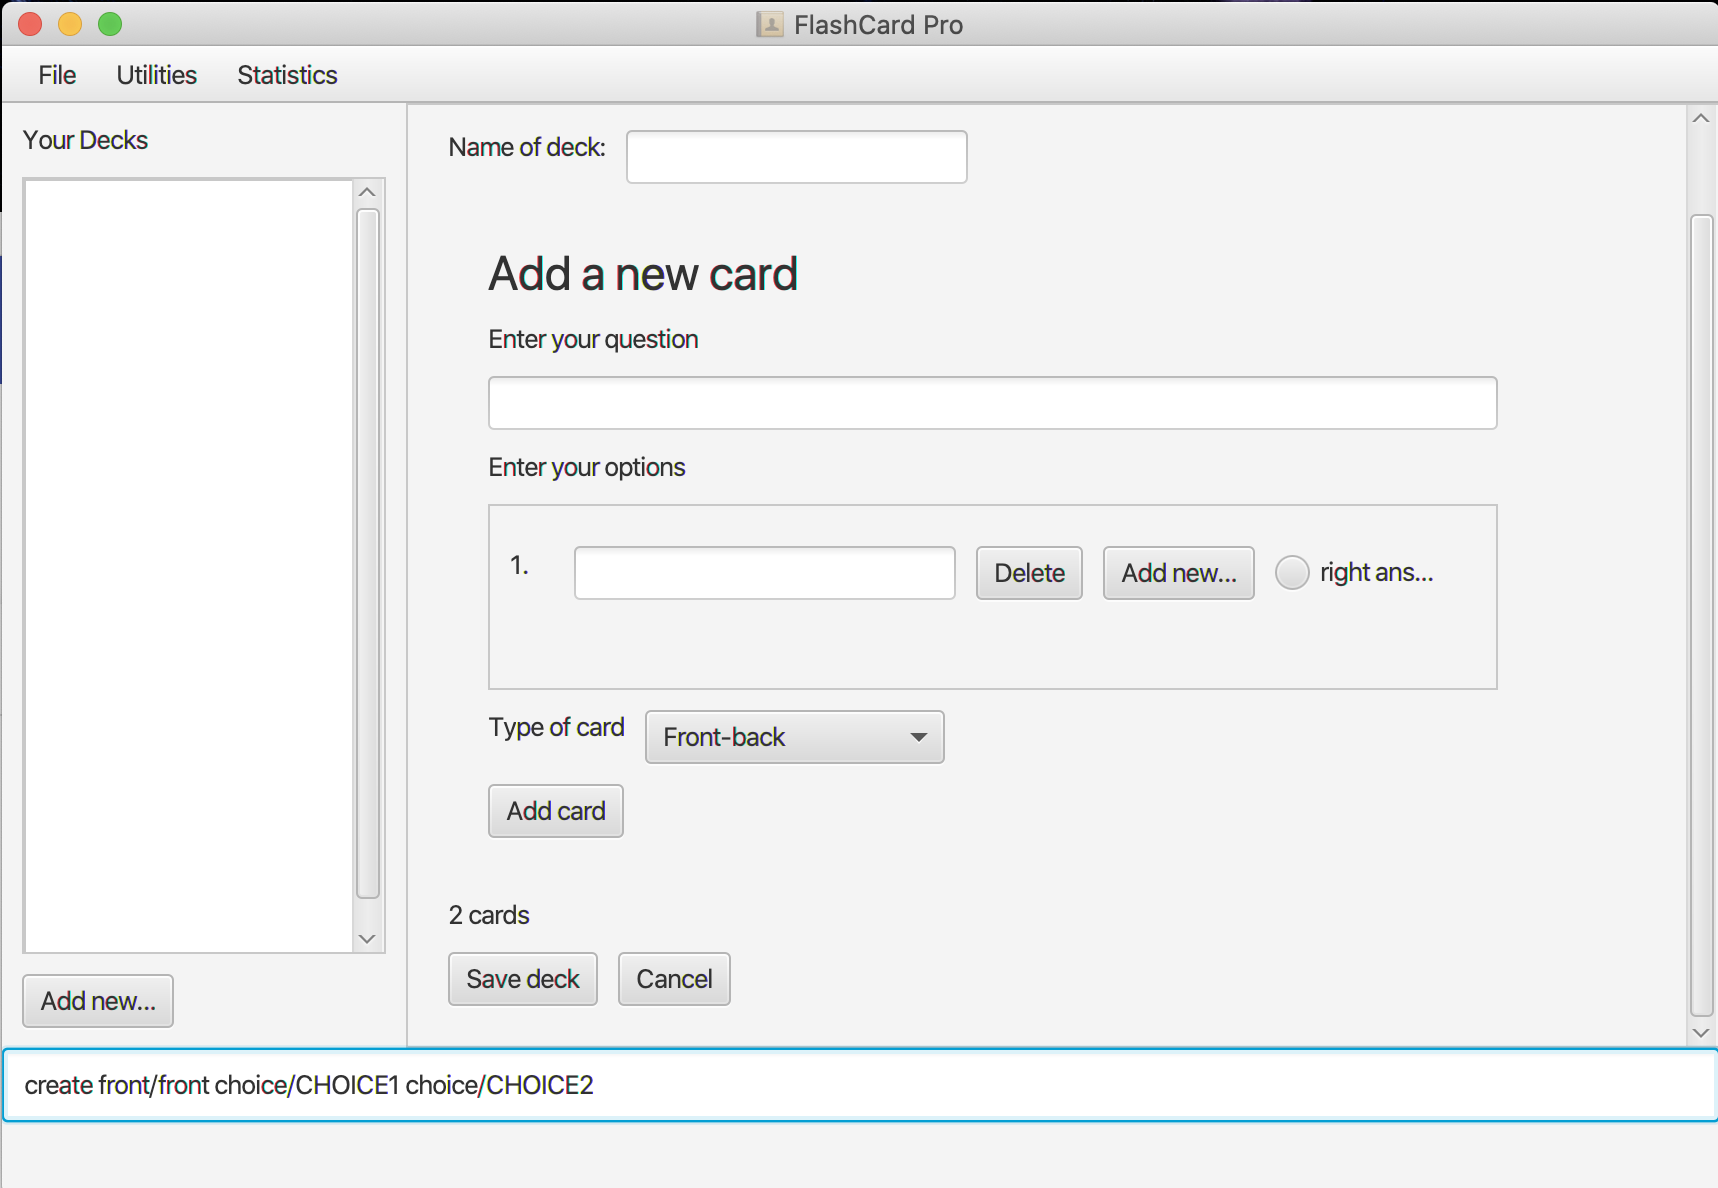 FlashCard Pro
File Utilities Statistics
Your Decks
Name of deck:
Add a new card
Enter your question
Enter your options
1. Delete Add new... right ans...
Type of card Front-back
Add card
2 cards
Save deck Cancel
Add new...
create front/front choice/CHOICE1 choice/CHOICE2